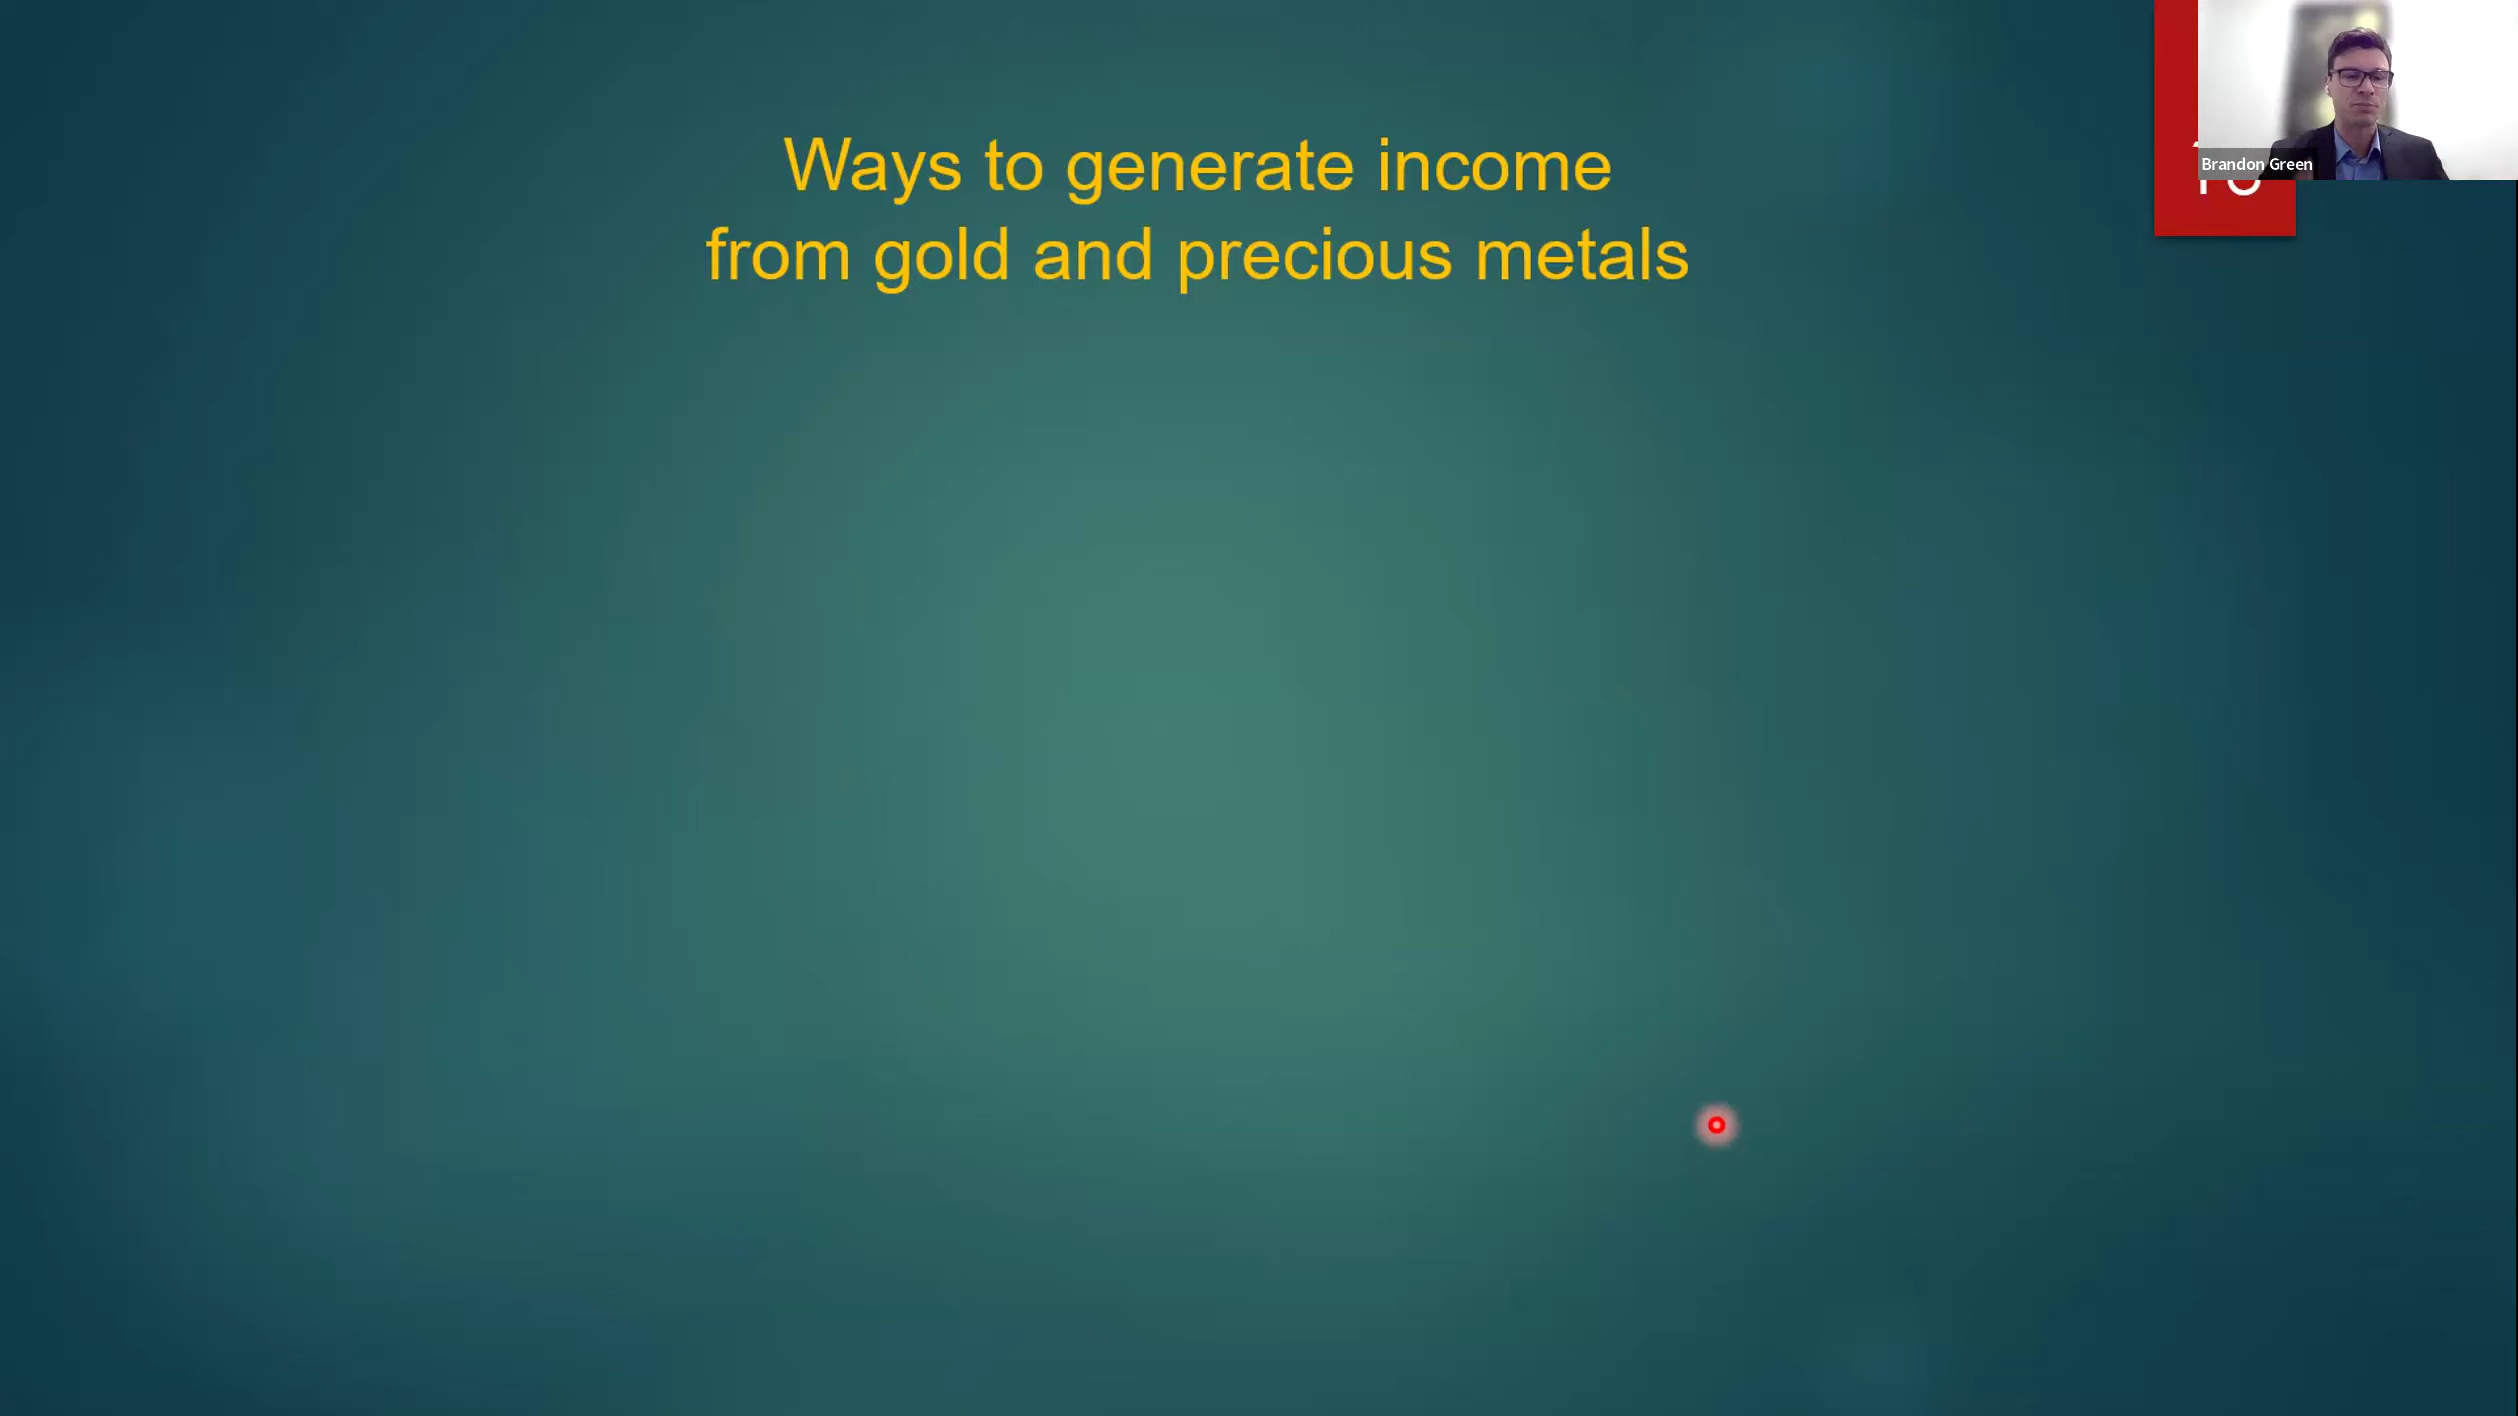 Ways to generate income
from gold and precious metals
Brandon Green